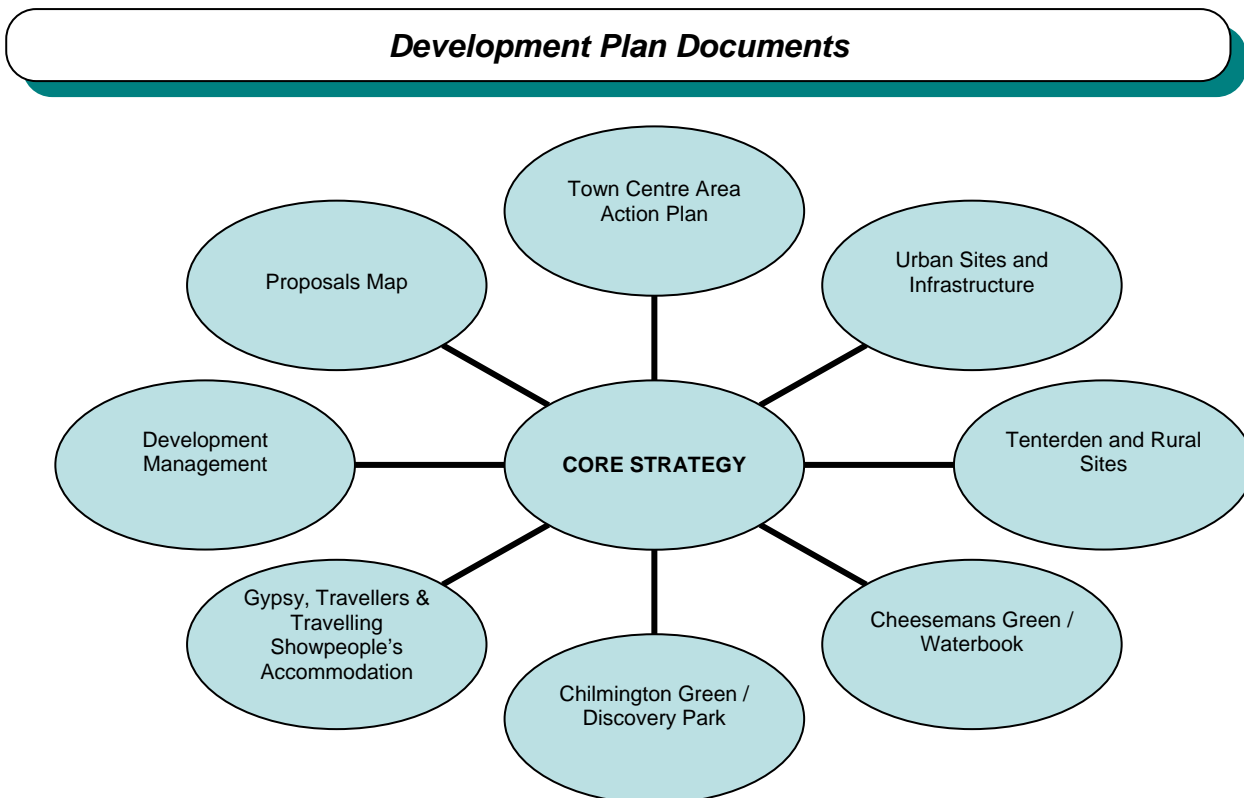 Development Plan Documents
Town Centre Area
Action Plan
Proposals Map
Urban Sites and
Infrastructure
Development
Management
CORE STRATEGY
Tenterden and Rural
Sites
Gypsy, Travellers &
Travelling
Showpeople's
Accommodation
Cheesemans Green /
Waterbook
Chilmington Green /
Discovery Park